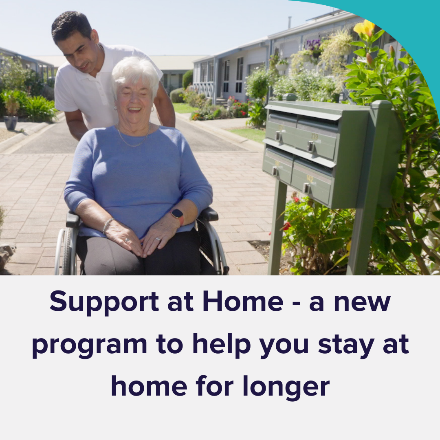 Support at Home - a new
program to help you stay at
home for longer